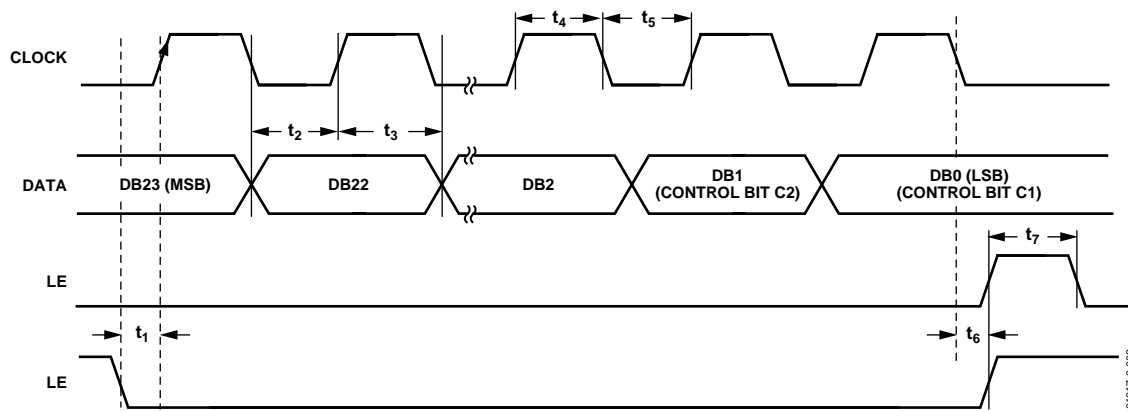 t4
t5
CLOCK
t2
t3
DATA
DB23 (MSB)
DB22
DB2
DB1
(CONTROL BIT C2)
DB0 (LSB)
(CONTROL BIT C1)
t7
LE
t1
t6
LE